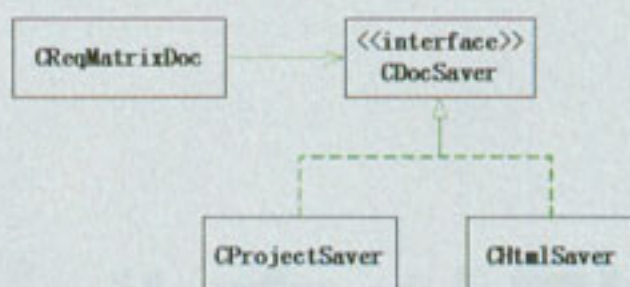 CReqMatrixDoc
<<interface>>
CDocSaver
CProjectSaver
CHtmlSaver